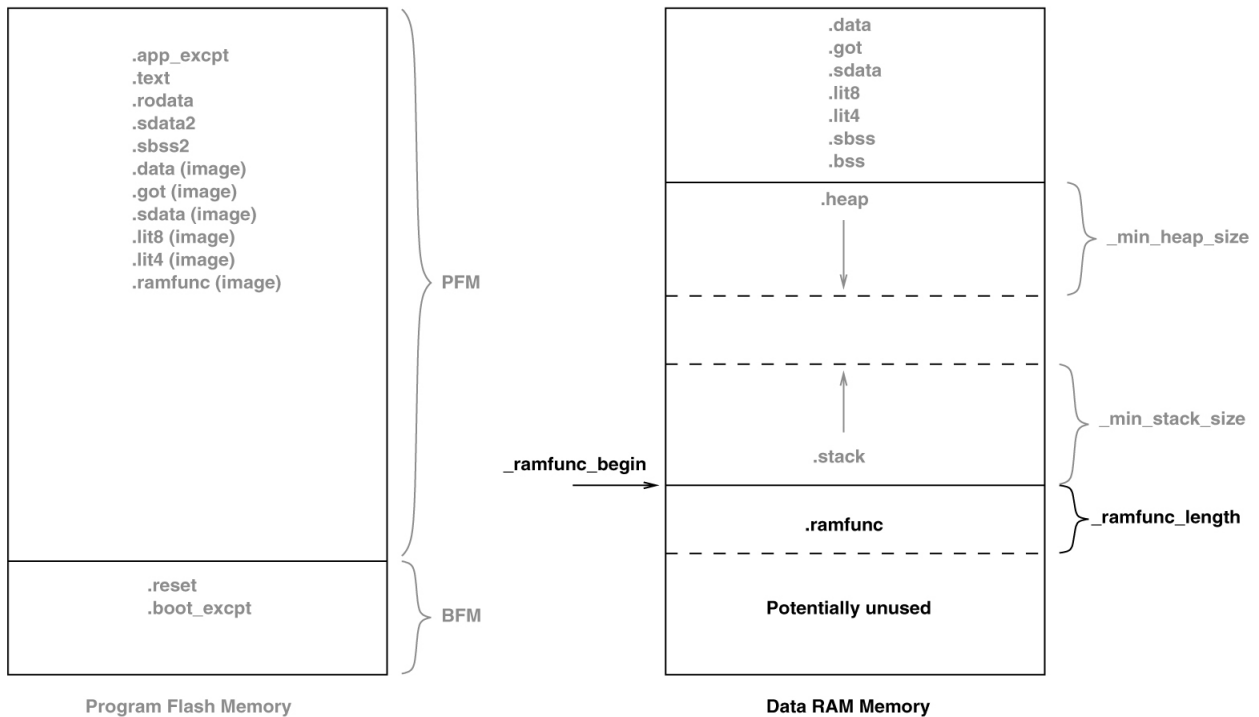 .app_excpt
.text
.rodata
.sdata2
.sbss2
.data (image)
.got (image)
.sdata (image)
.lit8 (image)
.lit4 (image)
.ramfunc (image)
PFM
.reset
.boot_excpt
BFM
Program Flash Memory
.data
.got
.sdata
.lit8
.lit4
.sbss
.bss
.heap
_min_heap_size
_min_stack_size
.stack
_ramfunc_begin
.ramfunc
_ramfunc_length
Potentially unused
Data RAM Memory